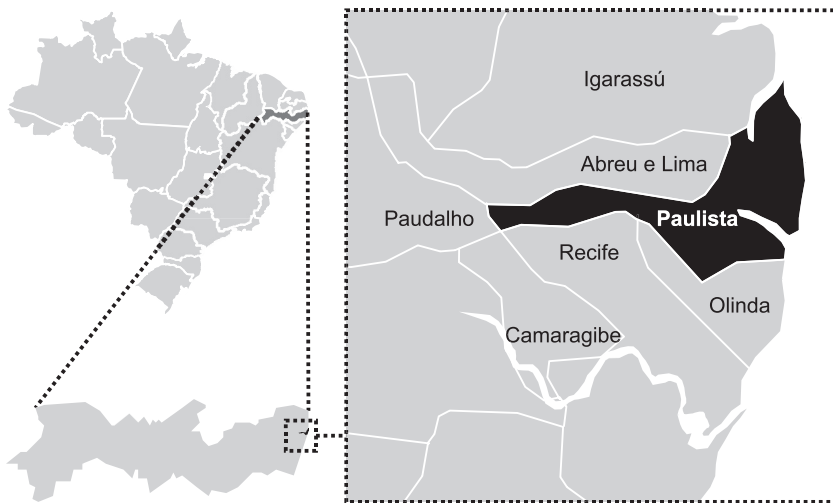 Igarassú
Abreu e Lima
Paudalho
Paulista
Recife
Olinda
Camaragibe